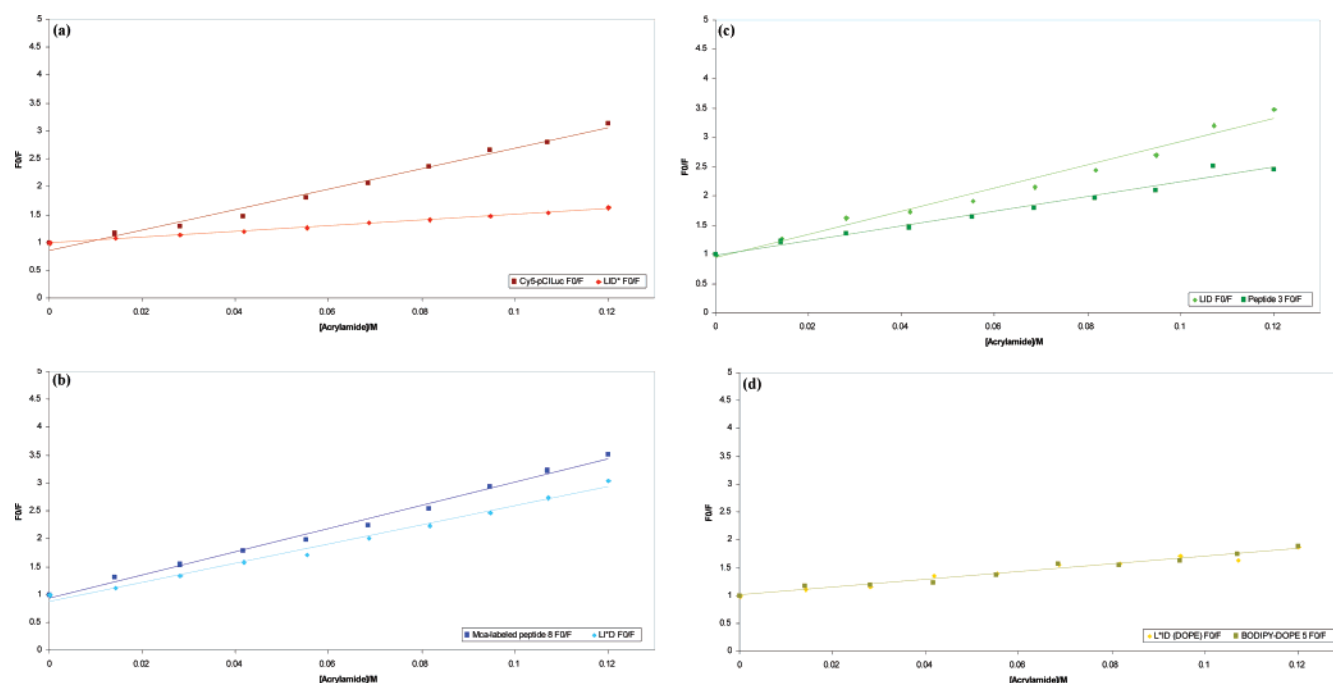 (a)
5
4.5
4
3.5
3
2.5
2
1.5
1
0.5
0
F0/F
0 0.02 0.04 0.06 0.08 0.1 0.12
[Acrylamide]/M
Cy5-pCILuc F0/F LID* F0/F
(c)
5
4.5
4
3.5
3
2.5
2
1.5
1
0.5
0
F0/F
0 0.02 0.04 0.06 0.08 0.1 0.12
[Acrylamide]/M
LID F0/F Peptide 3 F0/F
(b)
5
4.5
4
3.5
3
2.5
2
1.5
1
0.5
0
F0/F
0 0.02 0.04 0.06 0.08 0.1 0.12
[Acrylamide]/M
Mca-labeled peptide 8 F0/F LI*D F0/F
(d)
5
4.5
4
3.5
3
2.5
2
1.5
1
0.5
0
F0/F
0 0.02 0.04 0.06 0.08 0.1 0.12
[Acrylamide]/M
L*ID (DOPE) F0/F BODIPY-DOPE 5 F0/F